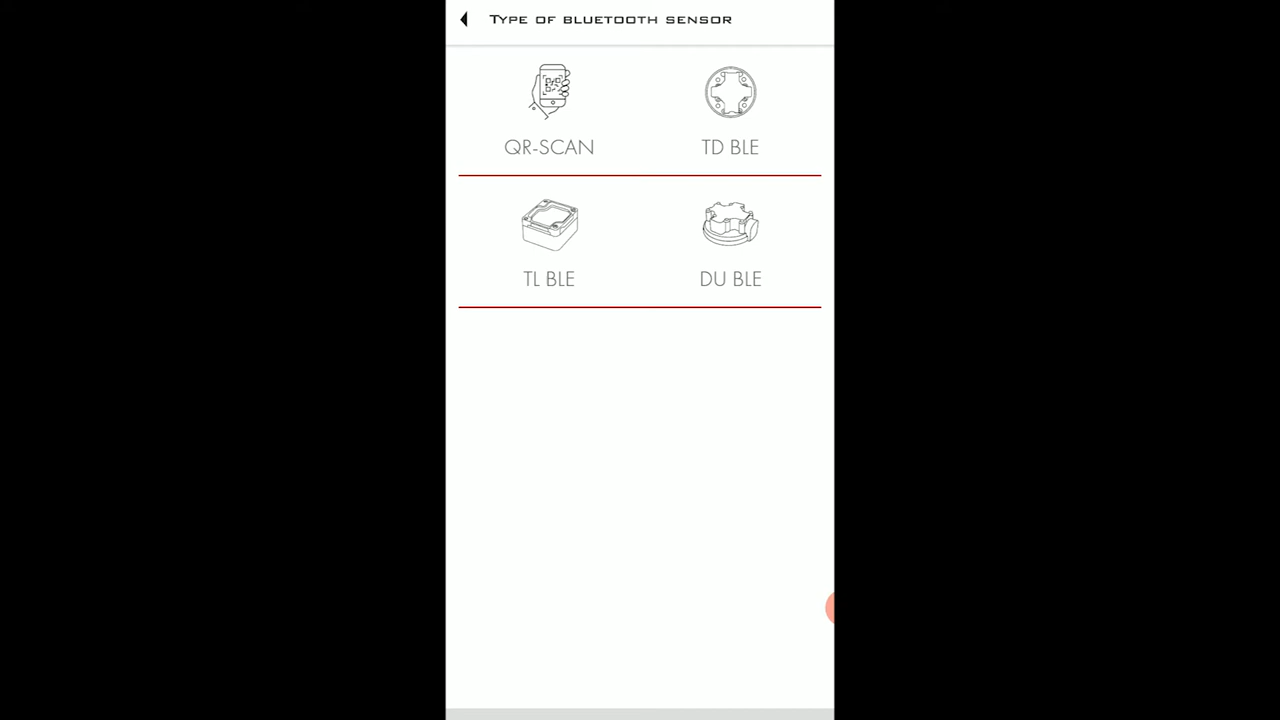 Type of bluetooth sensor
QR-SCAN
TD BLE
TL BLE
DU BLE